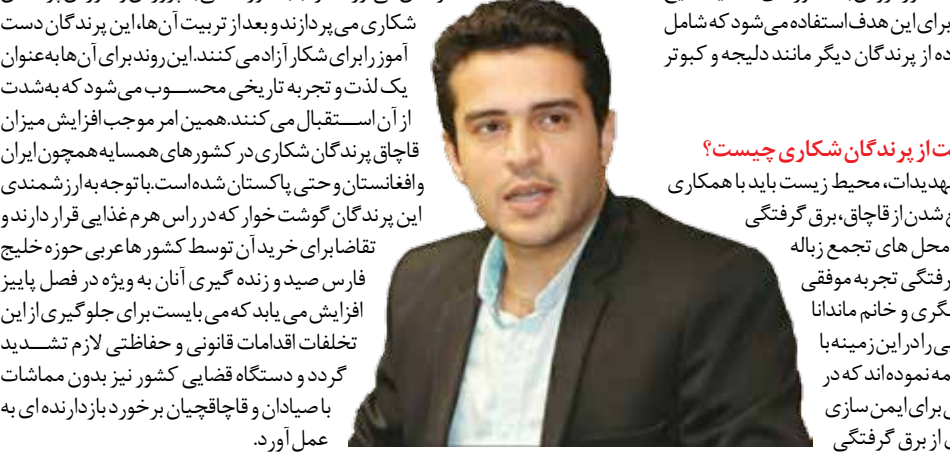 برای این هدف استفاده می‌شود که شامل
ده از پرندگان دیگر مانند دلیجه و کبوتر
ت از پرندگان شکاری چیست؟
هدیدات، محیط زیست باید با همکاری
شدن از قاچاق، برق گرفتگی
محل های تجمع زباله
رفتگی تجربه موفقی
گری و خانم ماندانا
ی را در این زمینه با
مه نموده‌اند که در
برای ایمن سازی
از برق گرفتگی
شکاری می پردازند و بعد از تربیت آن‌ها، این پرندگان دست
آموز را برای شکار آزاد می کنند. این روند برای آن‌ها به‌عنوان
یک لذت و تجربه تاریخی محسوب می‌شود که به‌شدت
از آن استقبال می کنند. همین امر موجب افزایش میزان
قاچاق پرندگان شکاری در کشور های همسایه همچون ایران
و افغانستان و حتی پاکستان شده است. با توجه به ارزشمندی
این پرندگان گوشت خوار که در راس هرم غذایی قرار دارند و
تقاضا برای خرید آن توسط کشور ها عربی حوزه خلیج
فارس صید و زنده گیری آنان به ویژه در فصل پاییز
افزایش می یابد که می بایست برای جلوگیری از این
تخلفات اقدامات قانونی و حفاظتی لازم تشدید
گردد و دستگاه قضایی کشور نیز بدون مماشات
با صیادان و قاچاقچیان برخورد بازدارنده ای به
عمل آورد.